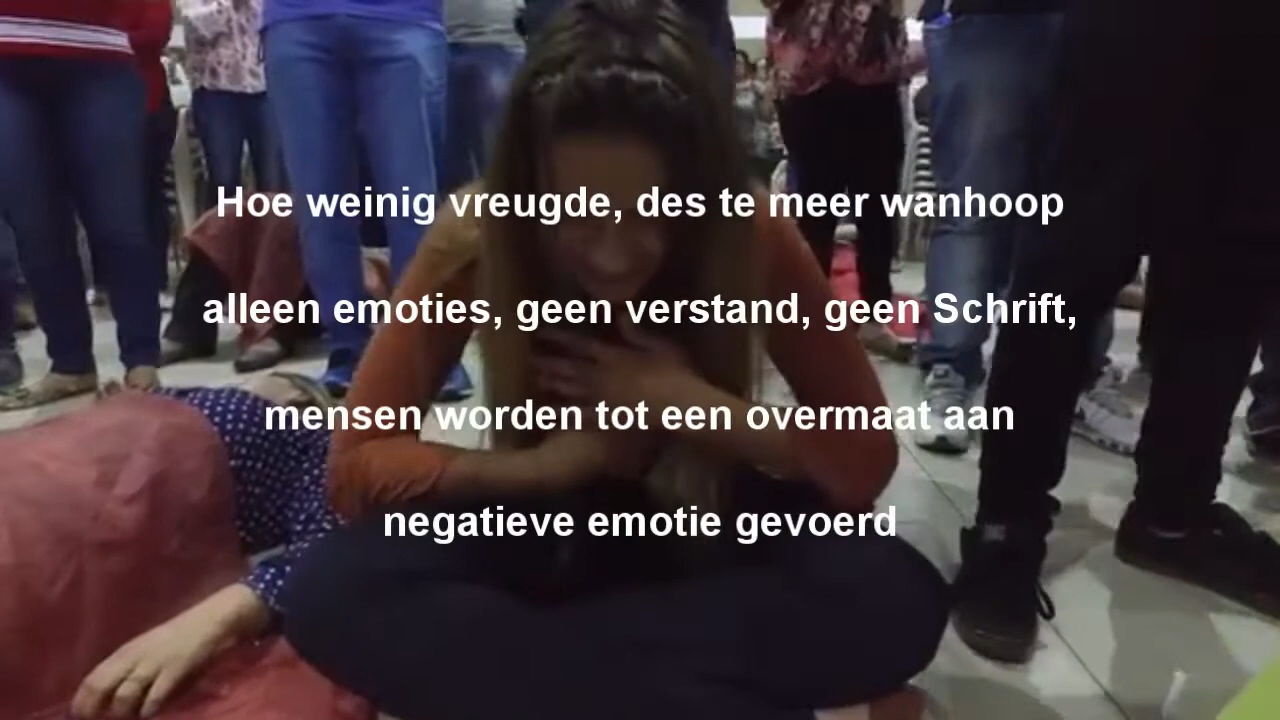 Hoe weinig vreugde, des te meer wanhoop
alleen emoties, geen verstand, geen Schrift,
mensen worden tot een overmaat aan
negatieve emotie gevoerd